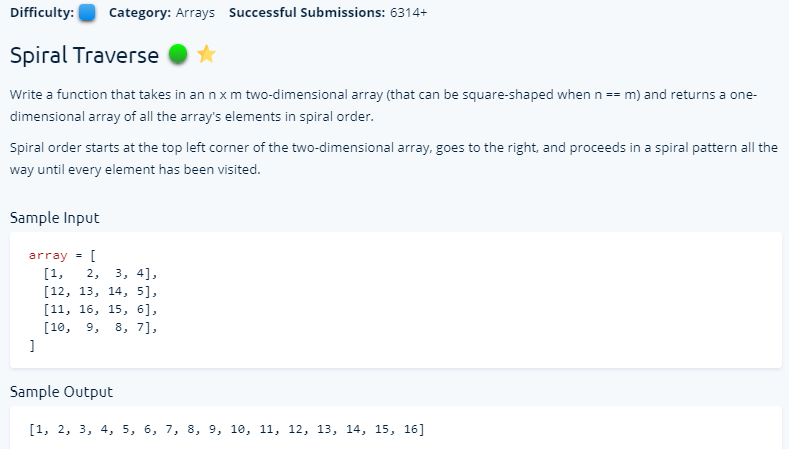 Difficulty: Category: Arrays Successful Submissions: 6314+
Spiral Traverse
Write a function that takes in an n x m two-dimensional array (that can be square-shaped when n == m) and returns a one-
dimensional array of all the array's elements in spiral order.
Spiral order starts at the top left corner of the two-dimensional array, goes to the right, and proceeds in a spiral pattern all the
way until every element has been visited.
Sample Input
array = [
[1, 2, 3, 4],
[12, 13, 14, 5],
[11, 16, 15, 6],
[10, 9, 8, 7],
]
Sample Output
[1, 2, 3, 4, 5, 6, 7, 8, 9, 10, 11, 12, 13, 14, 15, 16]